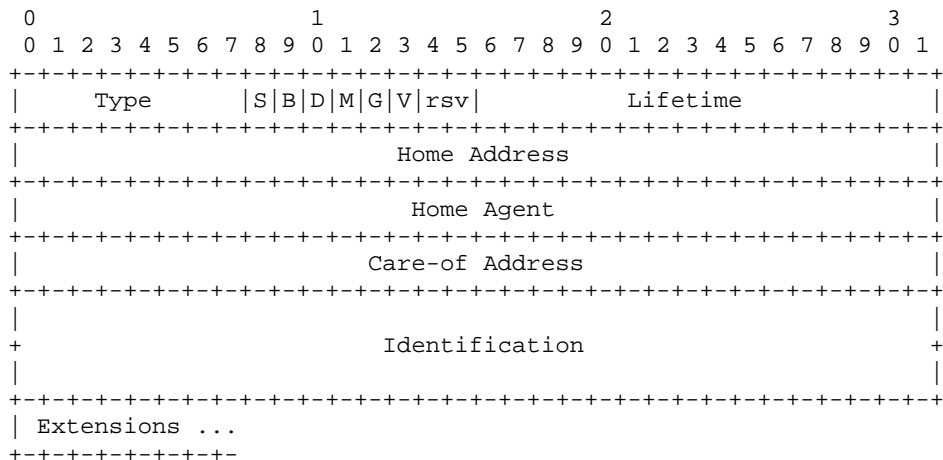 0                   1                   2                   3
 0 1 2 3 4 5 6 7 8 9 0 1 2 3 4 5 6 7 8 9 0 1 2 3 4 5 6 7 8 9 0 1
+-+-+-+-+-+-+-+-+-+-+-+-+-+-+-+-+-+-+-+-+-+-+-+-+-+-+-+-+-+-+-+-+
|     Type      |S|B|D|M|G|V|rsv|          Lifetime             |
+-+-+-+-+-+-+-+-+-+-+-+-+-+-+-+-+-+-+-+-+-+-+-+-+-+-+-+-+-+-+-+-+
|                          Home Address                         |
+-+-+-+-+-+-+-+-+-+-+-+-+-+-+-+-+-+-+-+-+-+-+-+-+-+-+-+-+-+-+-+-+
|                           Home Agent                          |
+-+-+-+-+-+-+-+-+-+-+-+-+-+-+-+-+-+-+-+-+-+-+-+-+-+-+-+-+-+-+-+-+
|                        Care-of Address                        |
+-+-+-+-+-+-+-+-+-+-+-+-+-+-+-+-+-+-+-+-+-+-+-+-+-+-+-+-+-+-+-+-+
|                                                               |
+                         Identification                        +
|                                                               |
+-+-+-+-+-+-+-+-+-+-+-+-+-+-+-+-+-+-+-+-+-+-+-+-+-+-+-+-+-+-+-+-+
| Extensions ...
+-+-+-+-+-+-+-+-